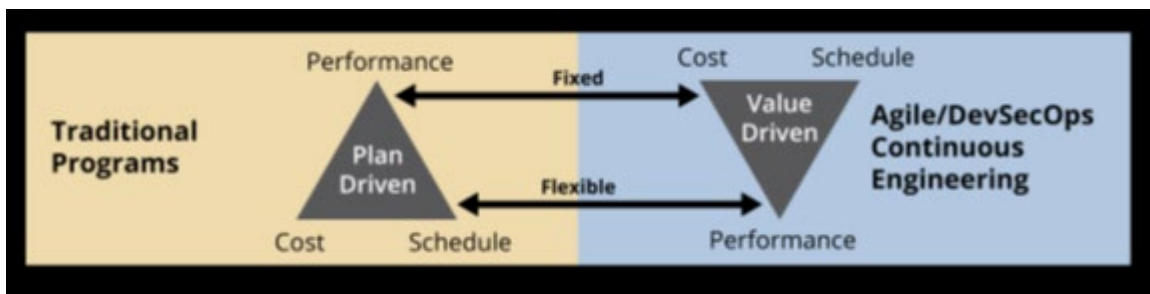 Traditional
Programs
Performance
Plan
Driven
Cost
Schedule
Fixed
Flexible
Cost
Schedule
Value
Driven
Performance
Agile/DevSecOps
Continuous
Engineering